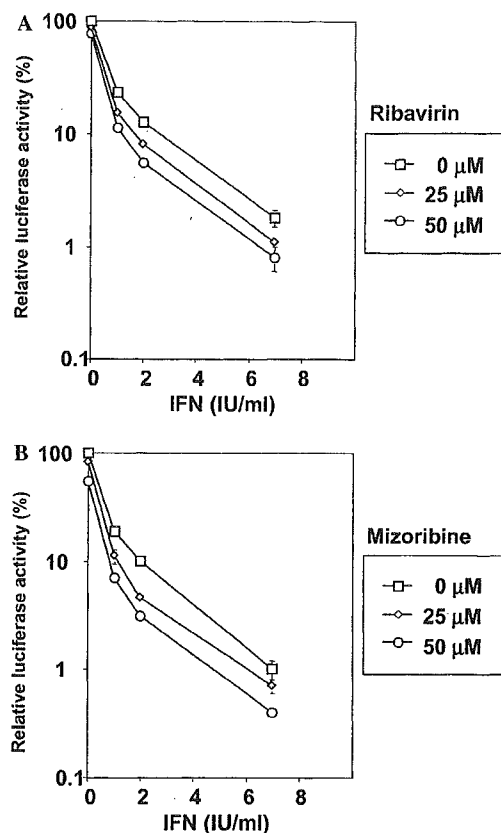 A
100
10
1
0.1
Relative luciferase activity (%)
0 2 4 6 8
IFN (IU/ml)
Ribavirin
0 μM
25 μM
50 μM
B
100
10
1
0.1
Relative luciferase activity (%)
0 2 4 6 8
IFN (IU/ml)
Mizoribine
0 μM
25 μM
50 μM